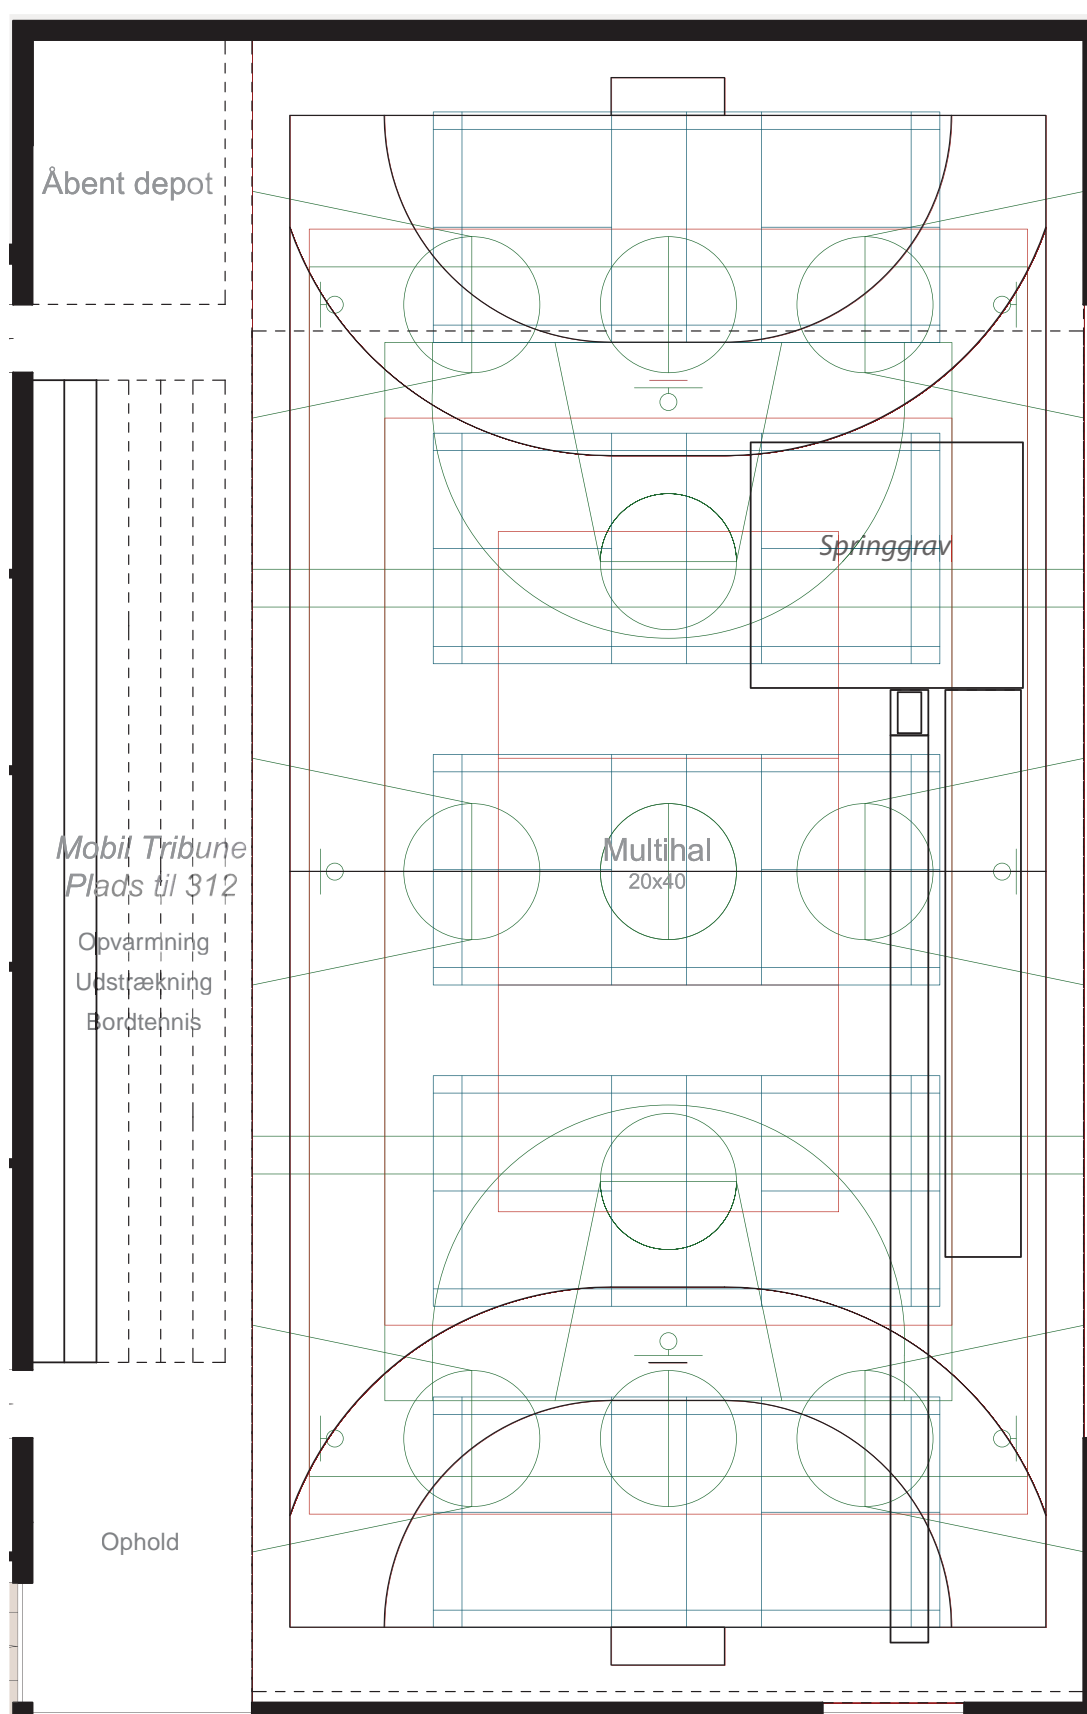 Åbent depot
Springgrav
Mobil Tribune
Plads til 312
Multihal
20x40
Opvarmning
Udstrækning
Bordtennis
Ophold